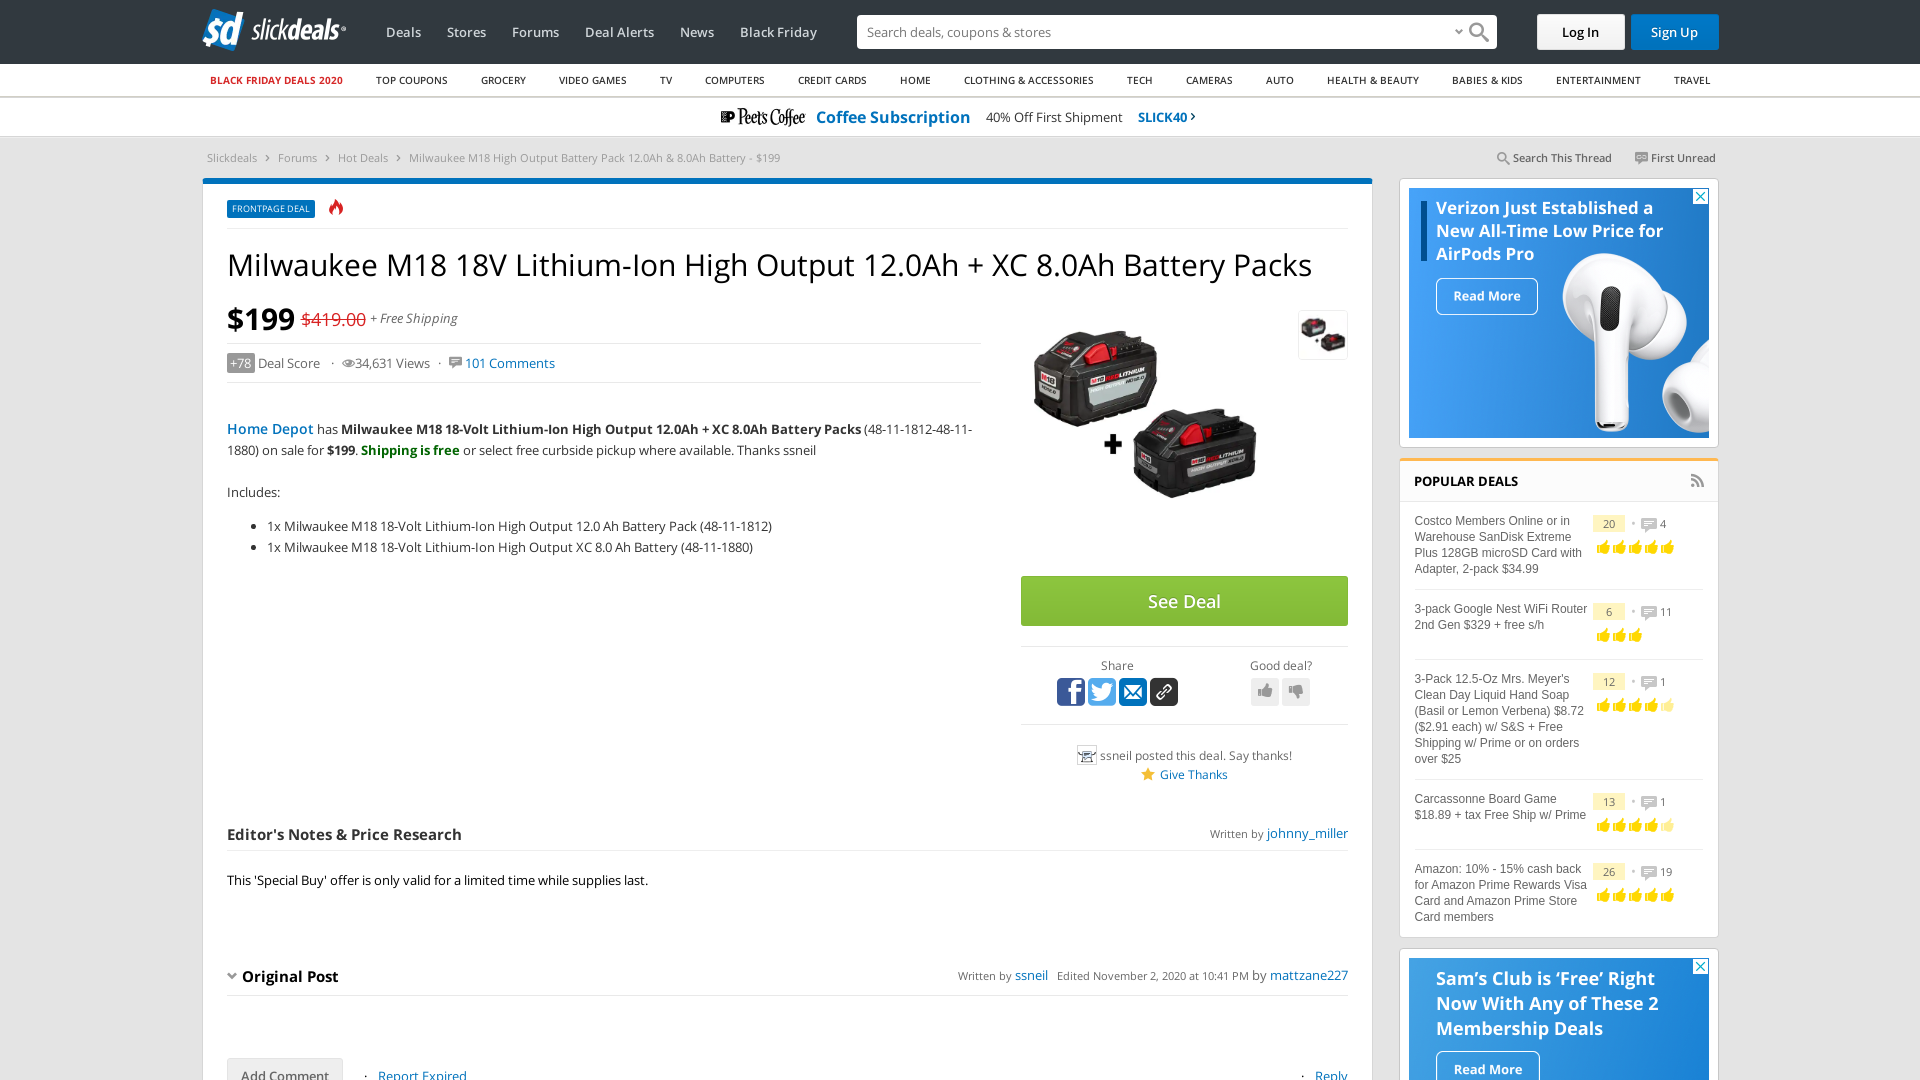 slickdeals
Deals Stores Forums Deal Alerts News Black Friday
Search deals, coupons & stores
Log In Sign Up
BLACK FRIDAY DEALS 2020 TOP COUPONS GROCERY VIDEO GAMES TV COMPUTERS CREDIT CARDS HOME CLOTHING & ACCESSORIES TECH CAMERAS AUTO HEALTH & BEAUTY BABIES & KIDS ENTERTAINMENT TRAVEL
Peet's Coffee Coffee Subscription 40% Off First Shipment SLICK40
Slickdeals Forums Hot Deals Milwaukee M18 High Output Battery Pack 12.0Ah & 8.0Ah Battery - $199
Search This Thread First Unread
FRONTPAGE DEAL
Milwaukee M18 18V Lithium-Ion High Output 12.0Ah + XC 8.0Ah Battery Packs
$199 $419.00 + Free Shipping
+78 Deal Score · 34,631 Views · 101 Comments
Home Depot has Milwaukee M18 18-Volt Lithium-Ion High Output 12.0Ah + XC 8.0Ah Battery Packs (48-11-1812-48-11-
1880) on sale for $199. Shipping is free or select free curbside pickup where available. Thanks ssneil
Includes:
• 1x Milwaukee M18 18-Volt Lithium-Ion High Output 12.0 Ah Battery Pack (48-11-1812)
• 1x Milwaukee M18 18-Volt Lithium-Ion High Output XC 8.0 Ah Battery (48-11-1880)
See Deal
Share Good deal?
ssneil posted this deal. Say thanks!
Give Thanks
Editor's Notes & Price Research
Written by johnny_miller
This 'Special Buy' offer is only valid for a limited time while supplies last.
Original Post
Written by ssneil Edited November 2, 2020 at 10:41 PM by mattzane227
Add Comment · Report Expired · Reply
Verizon Just Established a
New All-Time Low Price for
AirPods Pro
Read More
POPULAR DEALS
Costco Members Online or in
Warehouse SanDisk Extreme
Plus 128GB microSD Card with
Adapter, 2-pack $34.99
20 • 4
3-pack Google Nest WiFi Router
2nd Gen $329 + free s/h
6 • 11
3-Pack 12.5-Oz Mrs. Meyer's
Clean Day Liquid Hand Soap
(Basil or Lemon Verbena) $8.72
($2.91 each) w/ S&S + Free
Shipping w/ Prime or on orders
over $25
12 • 1
Carcassonne Board Game
$18.89 + tax Free Ship w/ Prime
13 • 1
Amazon: 10% - 15% cash back
for Amazon Prime Rewards Visa
Card and Amazon Prime Store
Card members
26 • 19
Sam's Club is 'Free' Right
Now With Any of These 2
Membership Deals
Read More